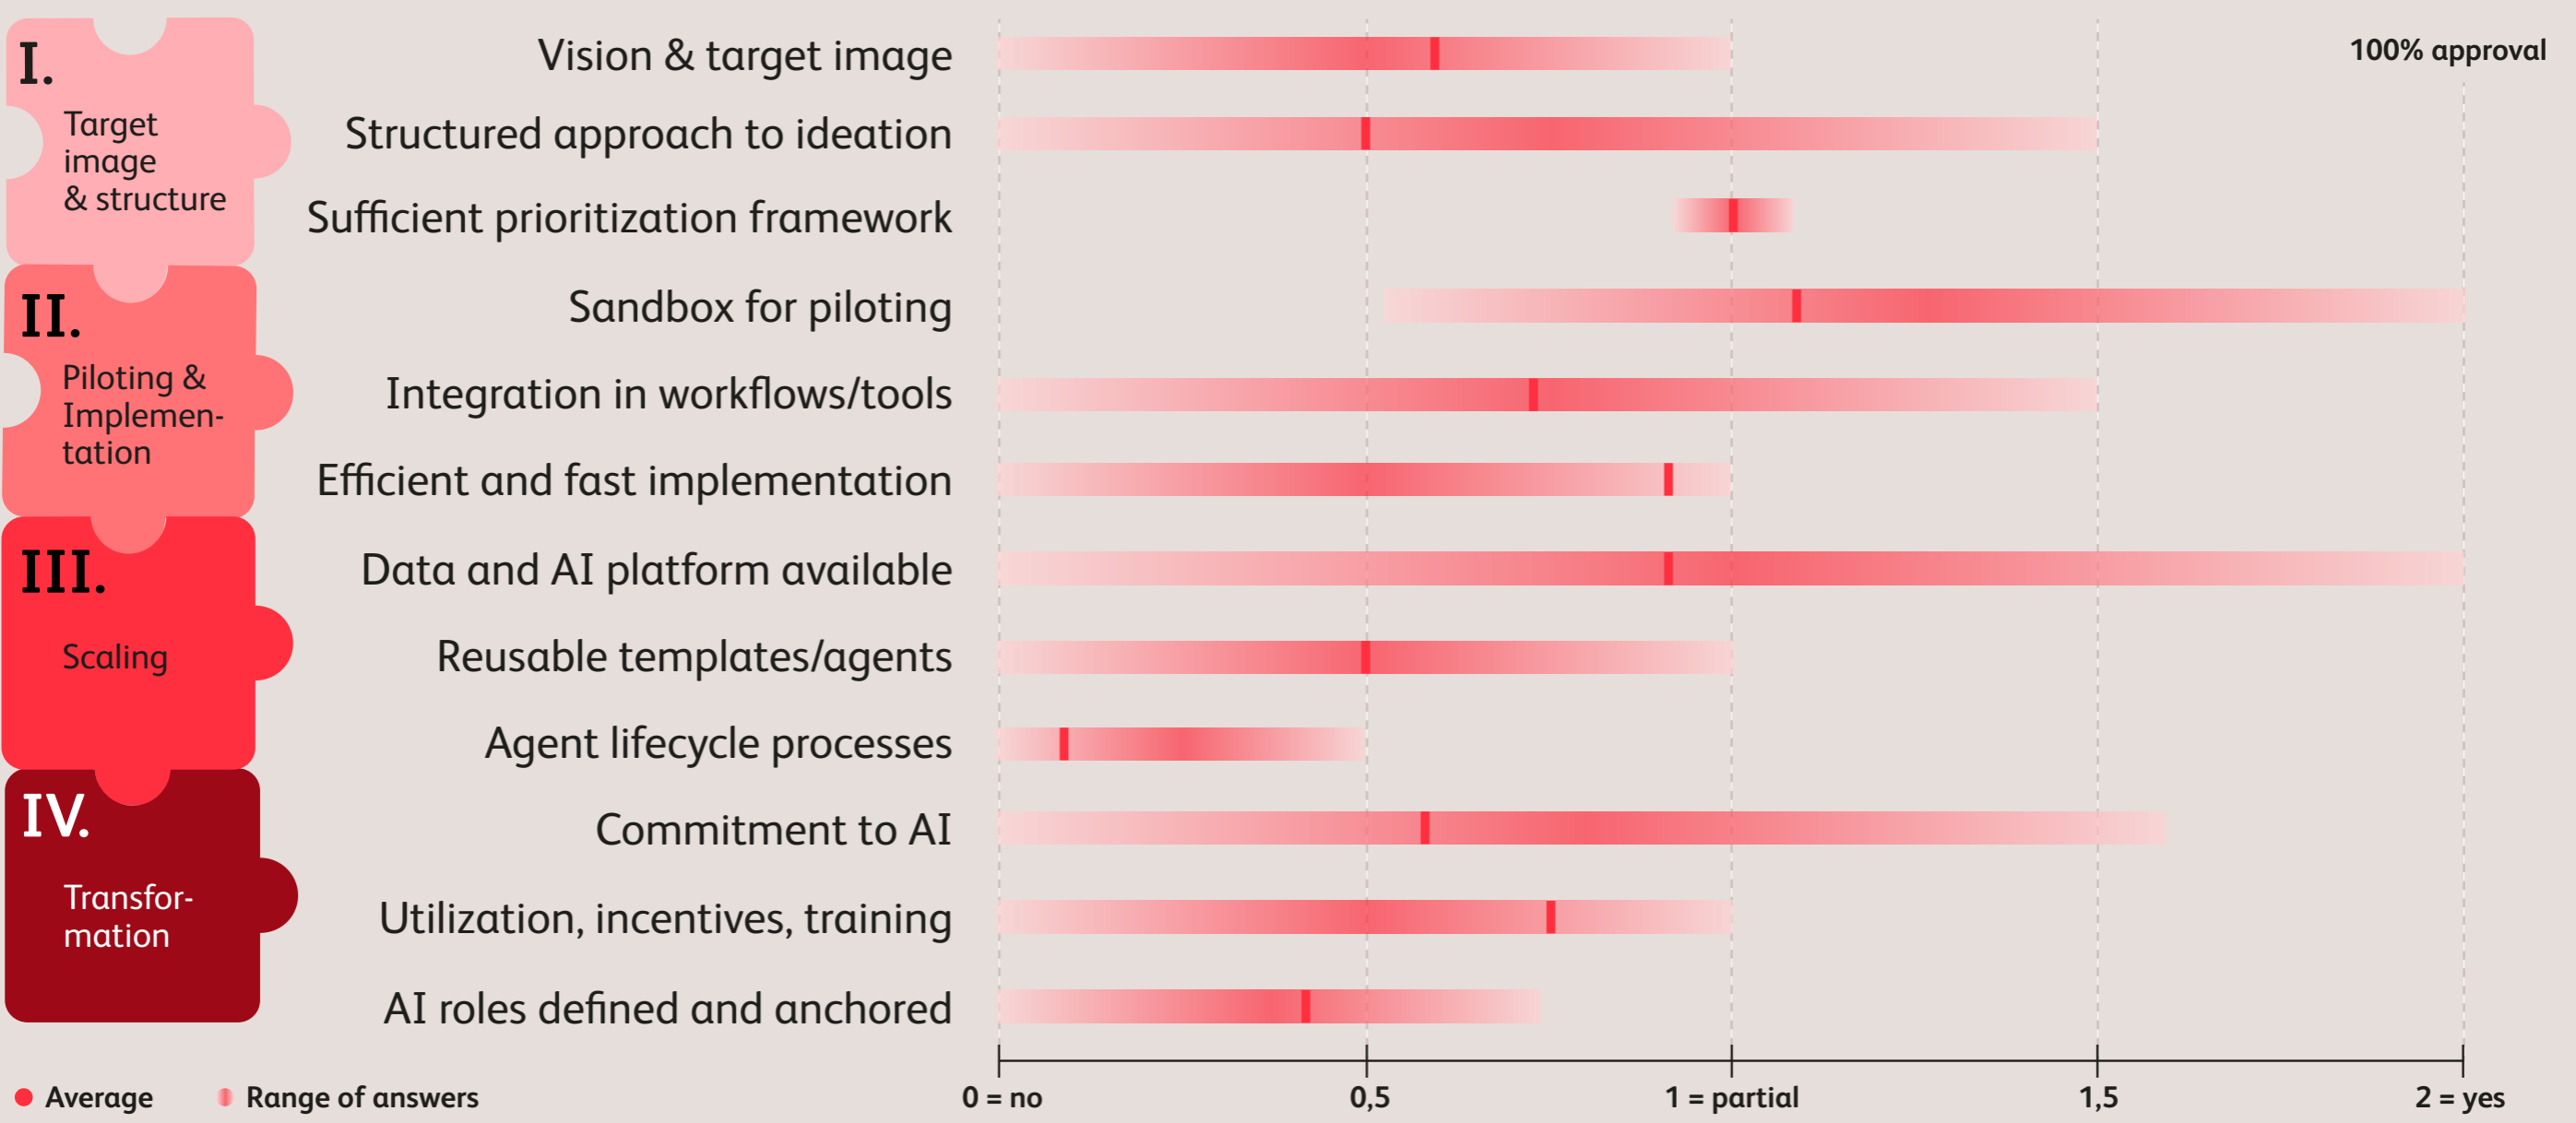 I.
Target
image
& structure
II.
Piloting &
Implemen-
tation
III.
Scaling
IV.
Transfor-
mation
Vision & target image
Structured approach to ideation
Sufficient prioritization framework
Sandbox for piloting
Integration in workflows/tools
Efficient and fast implementation
Data and AI platform available
Reusable templates/agents
Agent lifecycle processes
Commitment to AI
Utilization, incentives, training
AI roles defined and anchored
100% approval
0 = no
0,5
1 = partial
1,5
2 = yes
Average
Range of answers